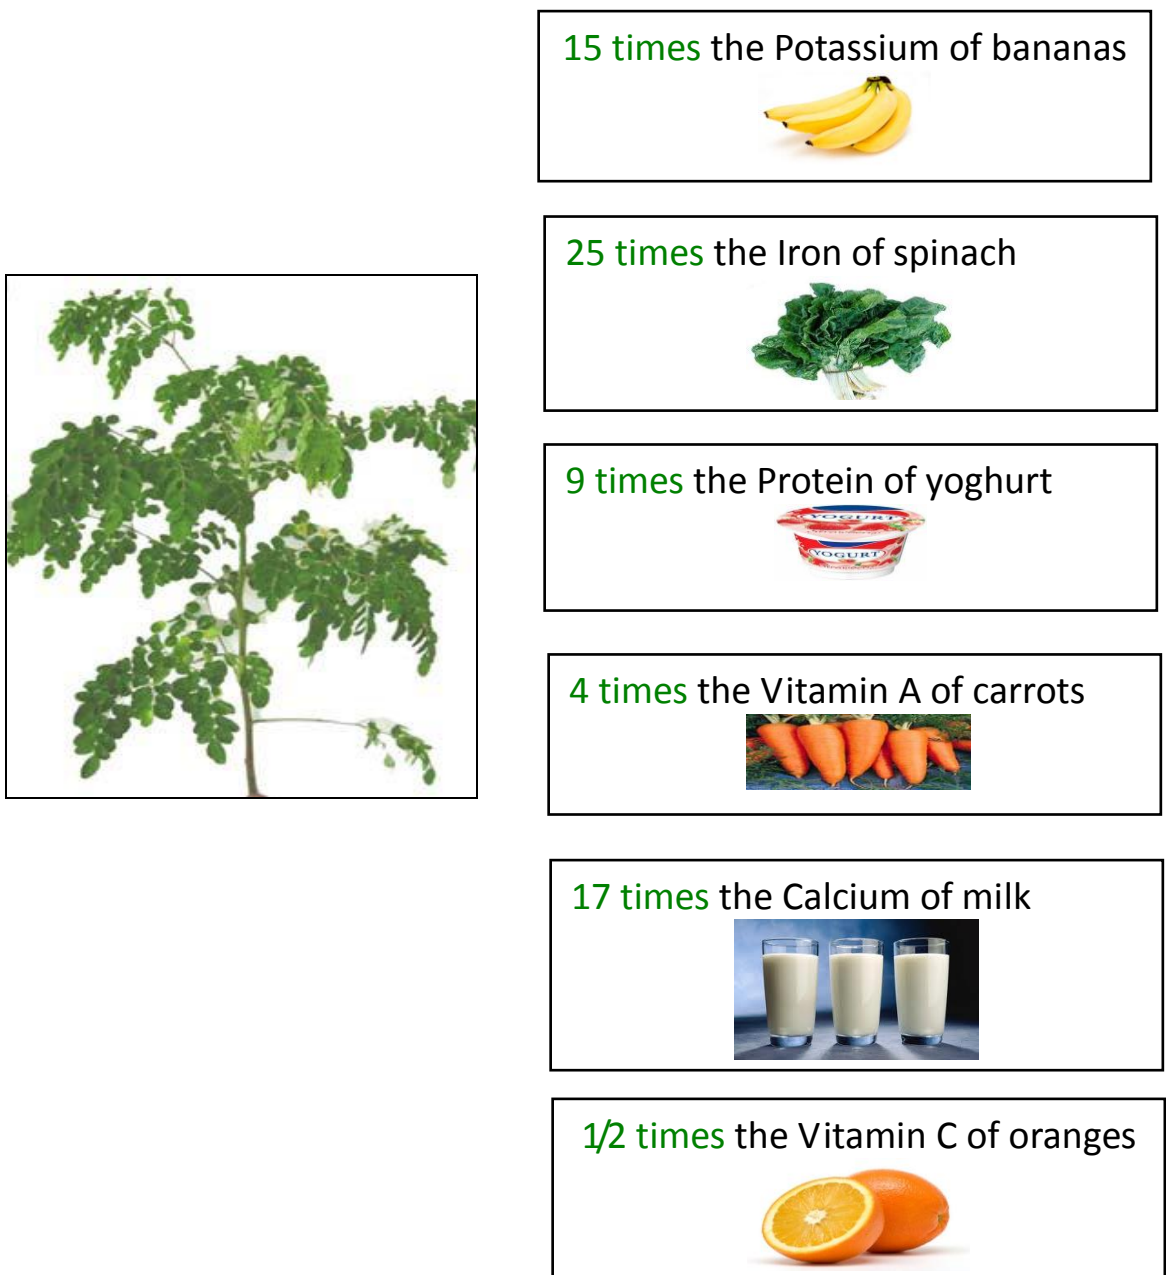 15 times the Potassium of bananas
25 times the Iron of spinach
9 times the Protein of yoghurt
YOGURT
YOGURT
4 times the Vitamin A of carrots
17 times the Calcium of milk
1/2 times the Vitamin C of oranges